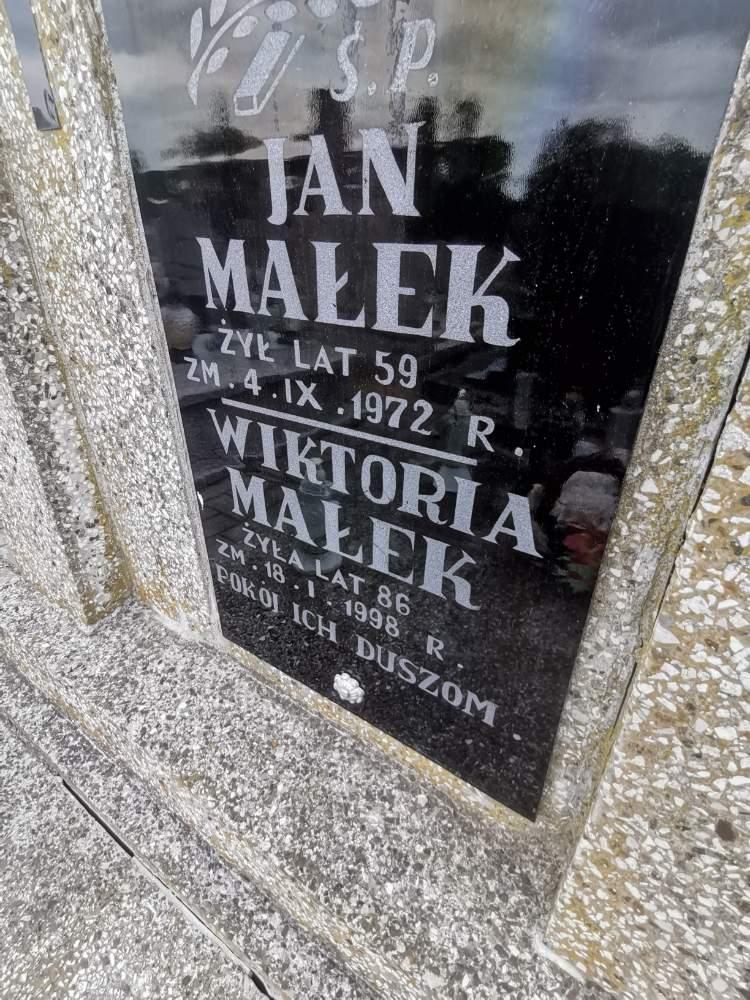 Ś.P.
JAN
MAŁEK
ŻYŁ LAT 59
ZM. 4. IX. 1972 R.
WIKTORIA
MAŁEK
ŻYŁA LAT 86
ZM. 18. I. 1998 R.
POKÓJ ICH DUSZOM